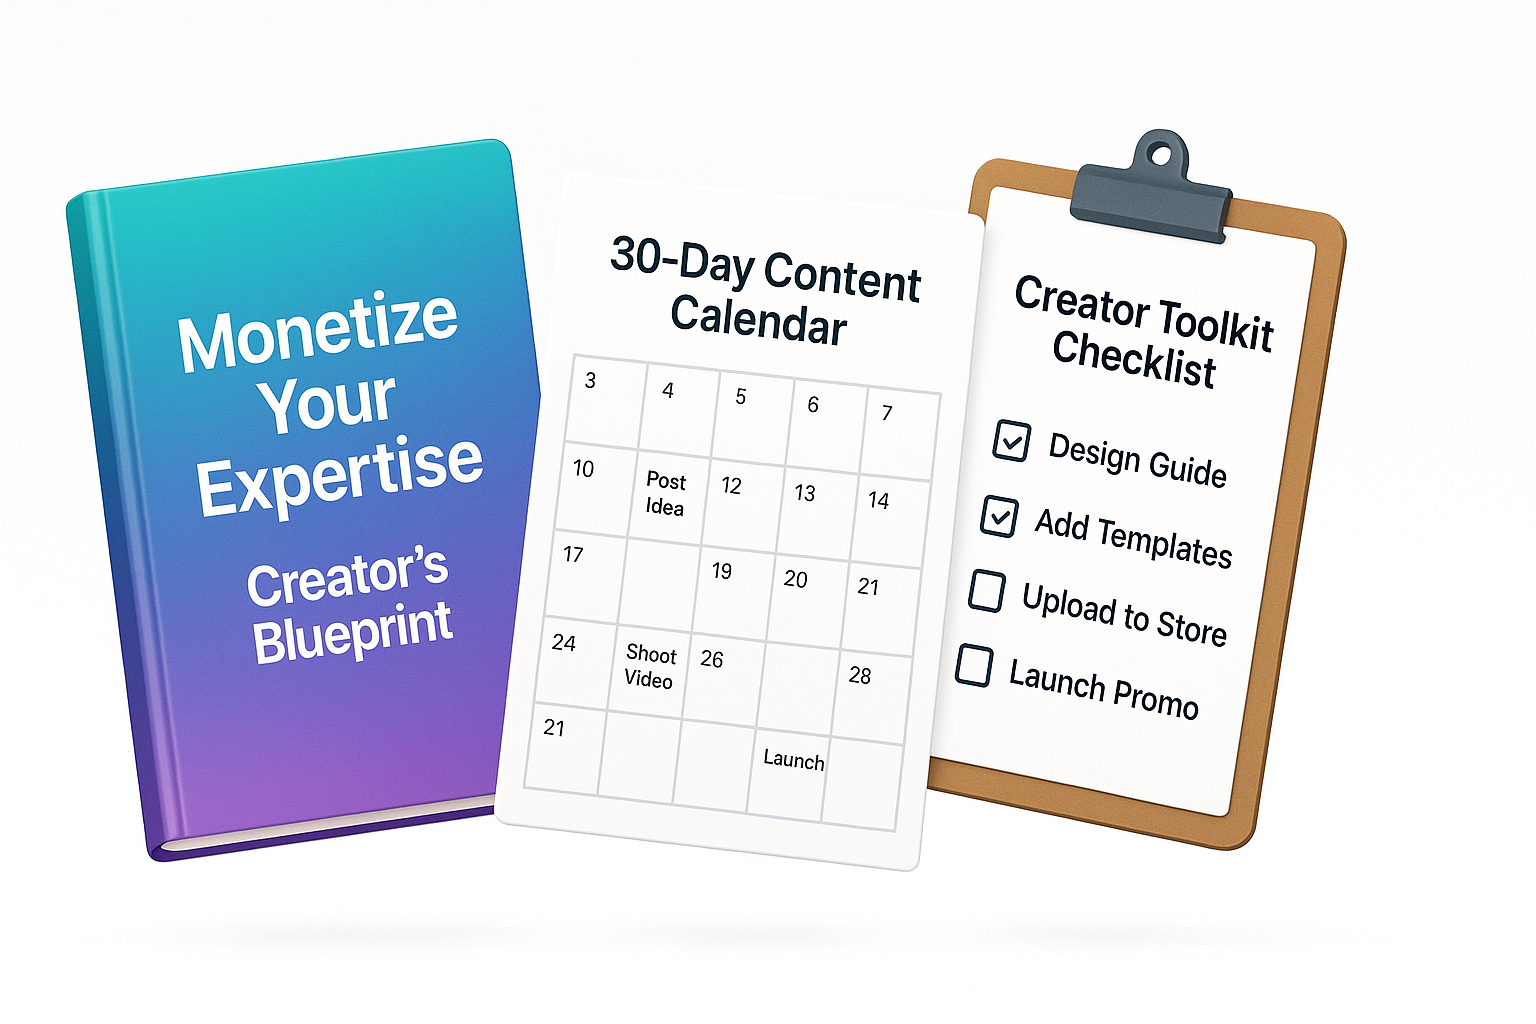 Monetize
Your
Expertise
Creator's
Blueprint
30-Day Content
Calendar
3 4 5 6 7
10 Post Idea 12 13 14
17 19 20 21
24 Shoot Video 26 28
21 Launch
Creator Toolkit
Checklist
Design Guide
Add Templates
Upload to Store
Launch Promo